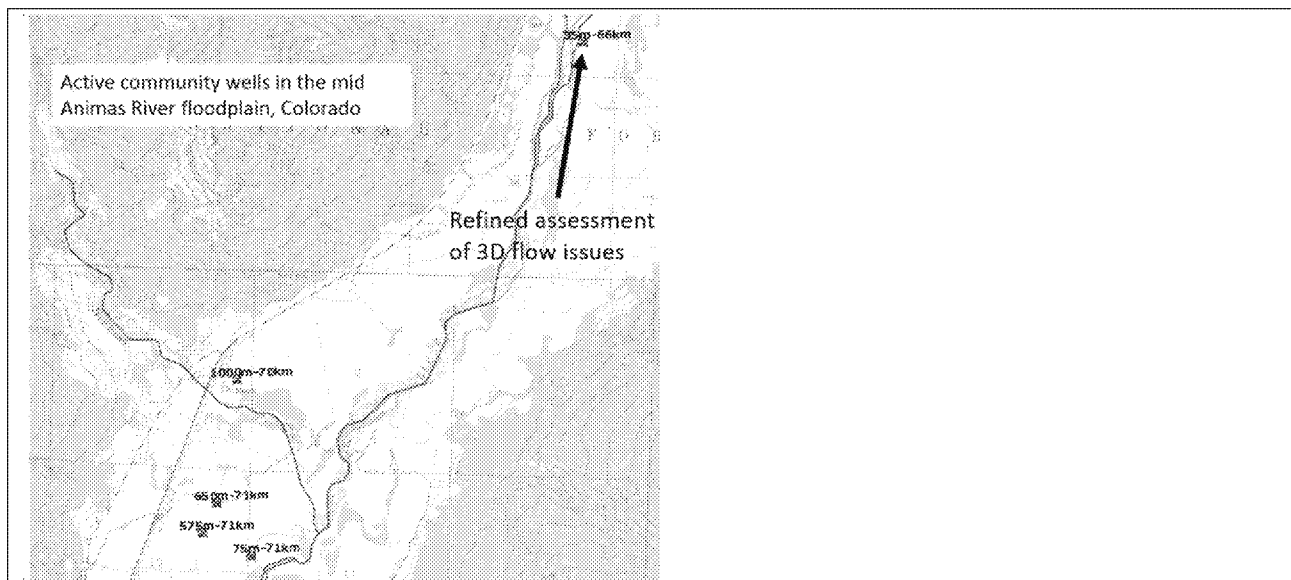 35m-66km
Active community wells in the mid
Animas River floodplain, Colorado
Refined assessment
of 3D flow issues
1000m-70km
650m-71km
575m-71km
75m-71km